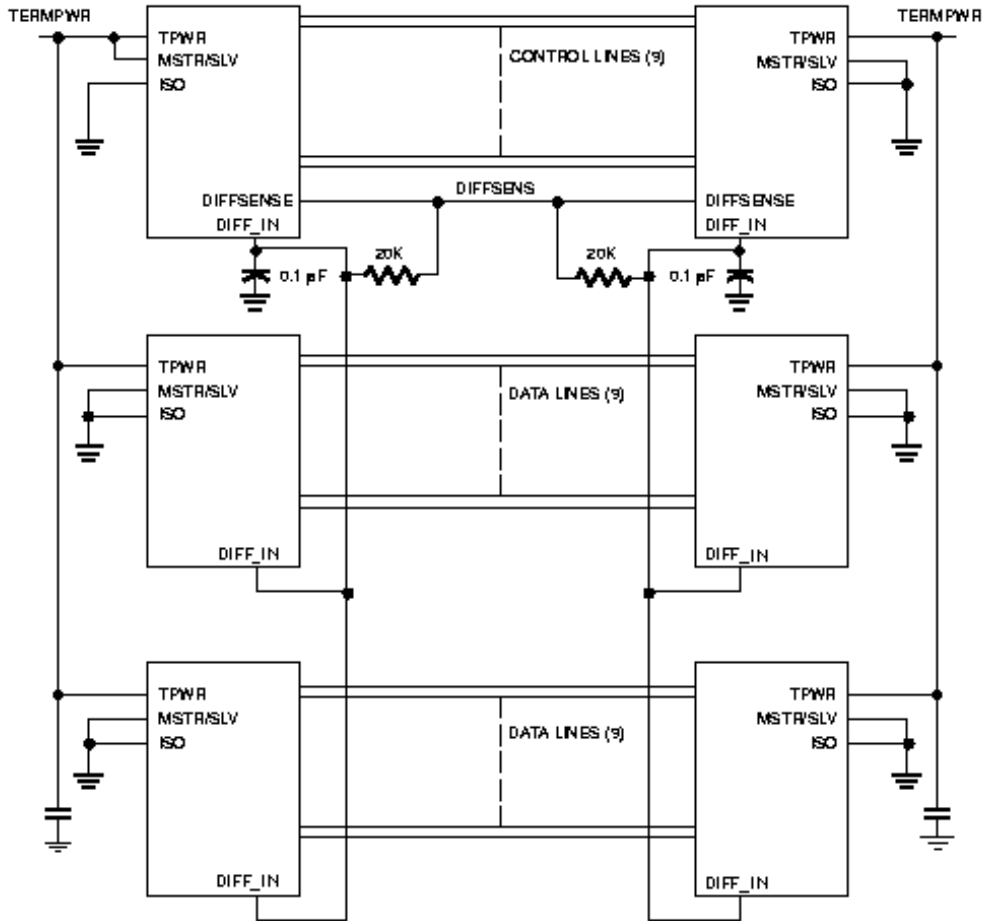 TERMPWR
TERMPWR
TPWR
MSTR/SLV
ISO
CONTROL LINES (9)
TPWR
MSTR/SLV
ISO
DIFFSENSE
DIFF_IN
DIFFSENS
DIFFSENSE
DIFF_IN
20K
20K
0.1 µF
0.1 µF
TPWR
MSTR/SLV
ISO
DATA LINES (9)
TPWR
MSTR/SLV
ISO
DIFF_IN
DIFF_IN
TPWR
MSTR/SLV
ISO
DATA LINES (9)
TPWR
MSTR/SLV
ISO
DIFF_IN
DIFF_IN